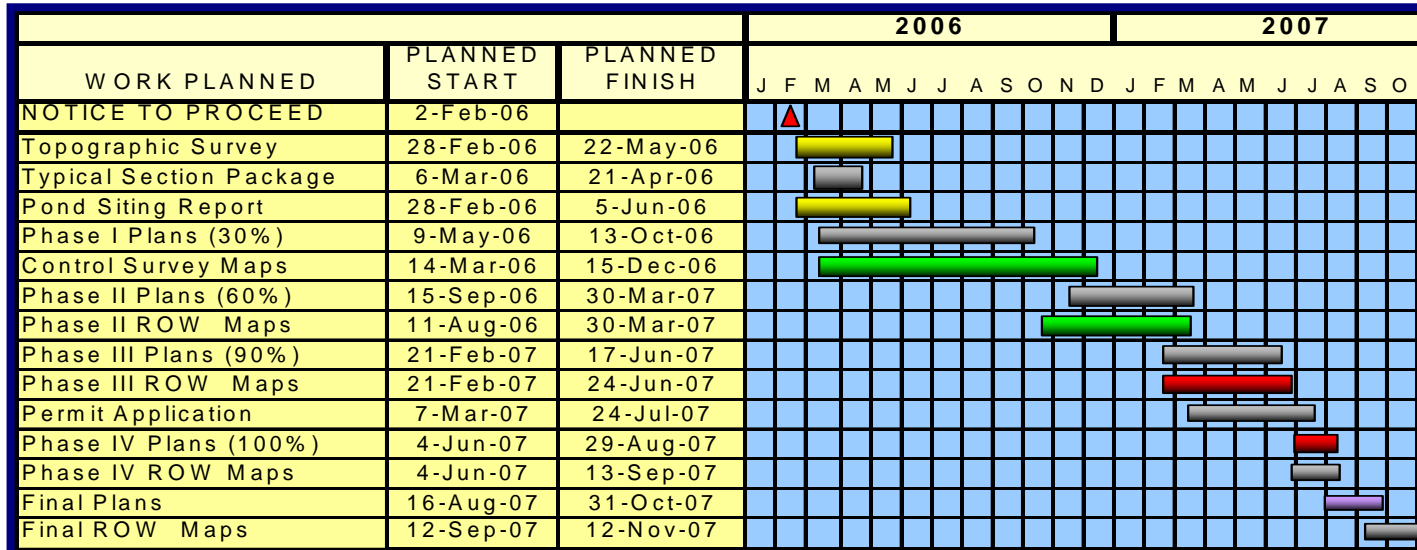 2006 2007
PLANNED PLANNED
WORK PLANNED START FINISH J F M A M J J A S O N D J F M A M J J A S O
NOTICE TO PROCEED 2-Feb-06
Topographic Survey 28-Feb-06 22-May-06
Typical Section Package 6-Mar-06 21-Apr-06
Pond Siting Report 28-Feb-06 5-Jun-06
Phase I Plans (30%) 9-May-06 13-Oct-06
Control Survey Maps 14-Mar-06 15-Dec-06
Phase II Plans (60%) 15-Sep-06 30-Mar-07
Phase II ROW Maps 11-Aug-06 30-Mar-07
Phase III Plans (90%) 21-Feb-07 17-Jun-07
Phase III ROW Maps 21-Feb-07 24-Jun-07
Permit Application 7-Mar-07 24-Jul-07
Phase IV Plans (100%) 4-Jun-07 29-Aug-07
Phase IV ROW Maps 4-Jun-07 13-Sep-07
Final Plans 16-Aug-07 31-Oct-07
Final ROW Maps 12-Sep-07 12-Nov-07